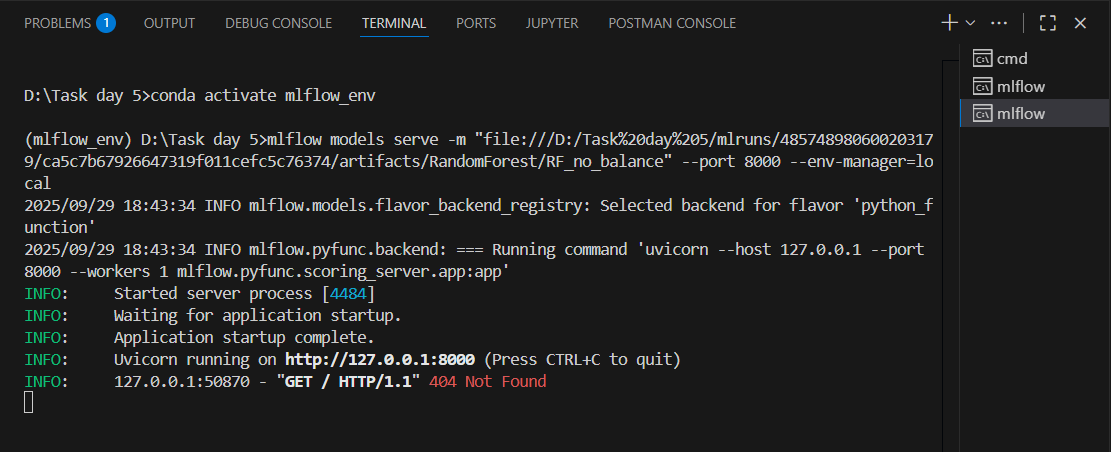 PROBLEMS 1 OUTPUT DEBUG CONSOLE TERMINAL PORTS JUPYTER POSTMAN CONSOLE
cmd
mlflow
mlflow
D:\Task day 5>conda activate mlflow_env
(mlflow_env) D:\Task day 5>mlflow models serve -m "file:///D:/Task%20day%205/mlruns/48574898060020317
9/ca5c7b67926647319f011cefc5c76374/artifacts/RandomForest/RF_no_balance" --port 8000 --env-manager=lo
cal
2025/09/29 18:43:34 INFO mlflow.models.flavor_backend_registry: Selected backend for flavor 'python_f
unction'
2025/09/29 18:43:34 INFO mlflow.pyfunc.backend: === Running command 'uvicorn --host 127.0.0.1 --port
8000 --workers 1 mlflow.pyfunc.scoring_server.app:app'
INFO: Started server process [4484]
INFO: Waiting for application startup.
INFO: Application startup complete.
INFO: Uvicorn running on http://127.0.0.1:8000 (Press CTRL+C to quit)
INFO: 127.0.0.1:50870 - "GET / HTTP/1.1" 404 Not Found